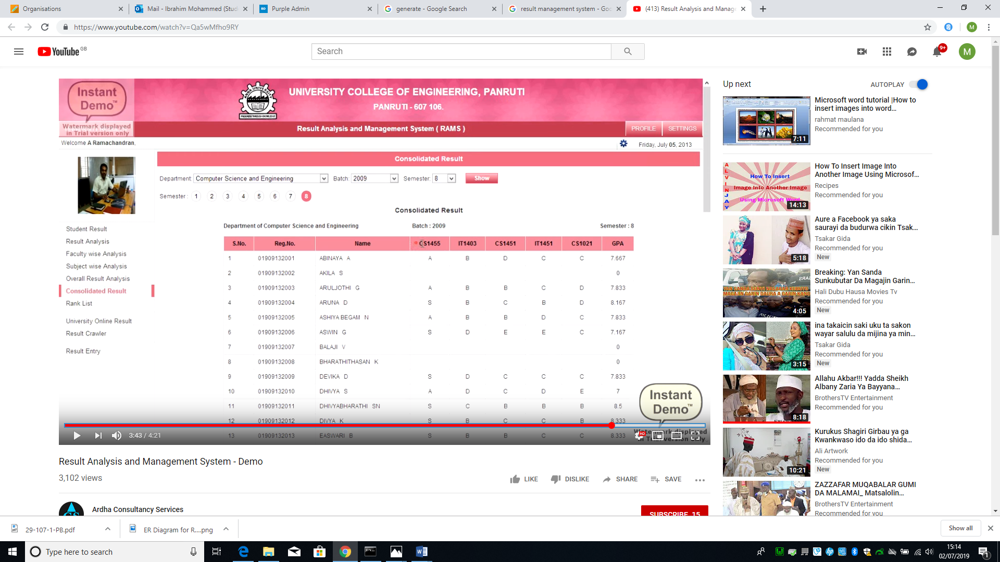 Organisations
Mail - Ibrahim Mohammed (Stud
Purple Admin
generate - Google Search
result management system - Goo
(413) Result Analysis and Manage
https://www.youtube.com/watch?v=Qa5wMfho9RY
M
YouTube GB
Search
9+
M
Instant Demo™
Watermark displayed in Trial version only
UNIVERSITY COLLEGE OF ENGINEERING, PANRUTI
PANRUTI - 607 106.
Result Analysis and Management System ( RAMS )
PROFILE SETTINGS
Welcome A Ramachandran,
Friday, July 05, 2013
Consolidated Result
Department: Computer Science and Engineering Batch: 2009 Semester: 8 Show
Semester : 1 2 3 4 5 6 7 8
Student Result
Result Analysis
Faculty wise Analysis
Subject wise Analysis
Overall Result Analysis
Consolidated Result
Rank List
University Online Result
Result Crawler
Result Entry
Consolidated Result
Department of Computer Science and Engineering Batch : 2009 Semester : 8
S.No. Reg.No. Name CS1455 IT1403 CS1451 IT1451 CS1021 GPA
1 01909132001 ABINAYA A A B D C C 7.667
2 01909132002 AKILA S 0
3 01909132003 ARULJOTHI G A B B C D 7.833
4 01909132004 ARUNA D S B C B D 8.167
5 01909132005 ASHIYA BEGAM N A B B D C 7.833
6 01909132006 ASWIN G S D E E C 7.167
7 01909132007 BALAJI V 0
8 01909132008 BHARATHITHASAN K 0
9 01909132009 DEVIKA D S D C C C 7.833
10 01909132010 DHIVYA S A D C D E 7
11 01909132011 DHIVYABHARATHI SN S C B B B 8.5
12 01909132012 DIVYA K S B C C B 8.333
13 01909132013 EASWARI B S B C C C 8.333
Instant Demo™
Watermark displayed in Trial version only
3:43 / 4:21
HD
Result Analysis and Management System - Demo
3,102 views
LIKE DISLIKE SHARE SAVE
Ardha Consultancy Services
SUBSCRIBE 15
Up next
AUTOPLAY
7:11
Microsoft word tutorial |How to
insert images into word...
rahmat maulana
Recommended for you
ALVIN JAY
How To Insert
Image Into Another Image
Using Microsoft Word
14:13
How To Insert Image Into
Another Image Using Microsof...
Recipes
Recommended for you
5:18
Aure a Facebook ya saka
saurayi da budurwa cikin Tsak...
Tsakar Gida
Recommended for you
New
YAN SANDA SUNYI NASARAR KUBUTO
MAGAJIN GARIN DAURA A GARIN KANO
4:05
Breaking: Yan Sanda
Sunkubutar Da Magajin Garin...
Hali Dubu Hausa Movies Tv
Recommended for you
New
3:15
ina takaicin saki uku ta sakon
wayar salulu da mijina ya min...
Tsakar Gida
Recommended for you
New
8:18
Allahu Akbar!!! Yadda Sheikh
Albany Zaria Ya Bayyana...
BrothersTV Entertainment
Recommended for you
10:21
Kurukus Shagiri Girbau ya ga
Kwankwaso ido da ido shida...
Ali Artwork
Recommended for you
New
ZAZZAFAR MUQABALAR GUMI
DA MALAMAI_ Matsalolin...
BrothersTV Entertainment
Recommended for you
29-107-1-PB.pdf
ER Diagram for R....png
Show all
Type here to search
15:14
02/07/2019
1